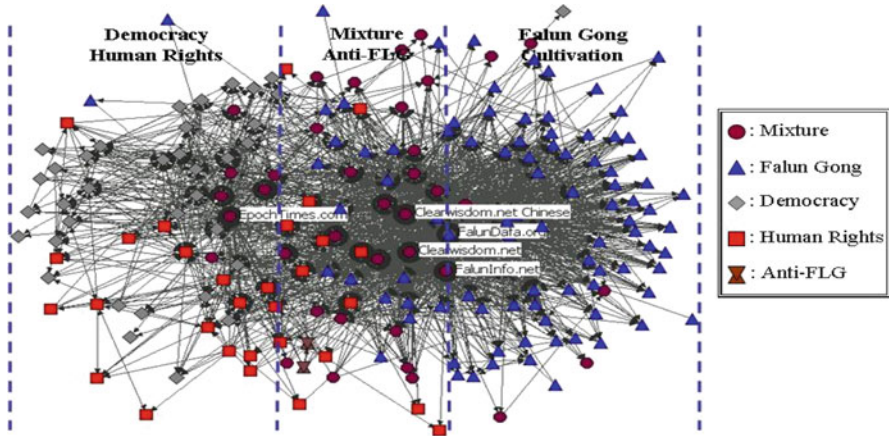 Democracy
Human Rights
Mixture
Anti-FLG
Falun Gong
Cultivation
EpochTimes.com
Clearwisdom.net Chinese
FalunData.org
Clearwisdom.net
FalunInfo.net
: Mixture
: Falun Gong
: Democracy
: Human Rights
: Anti-FLG